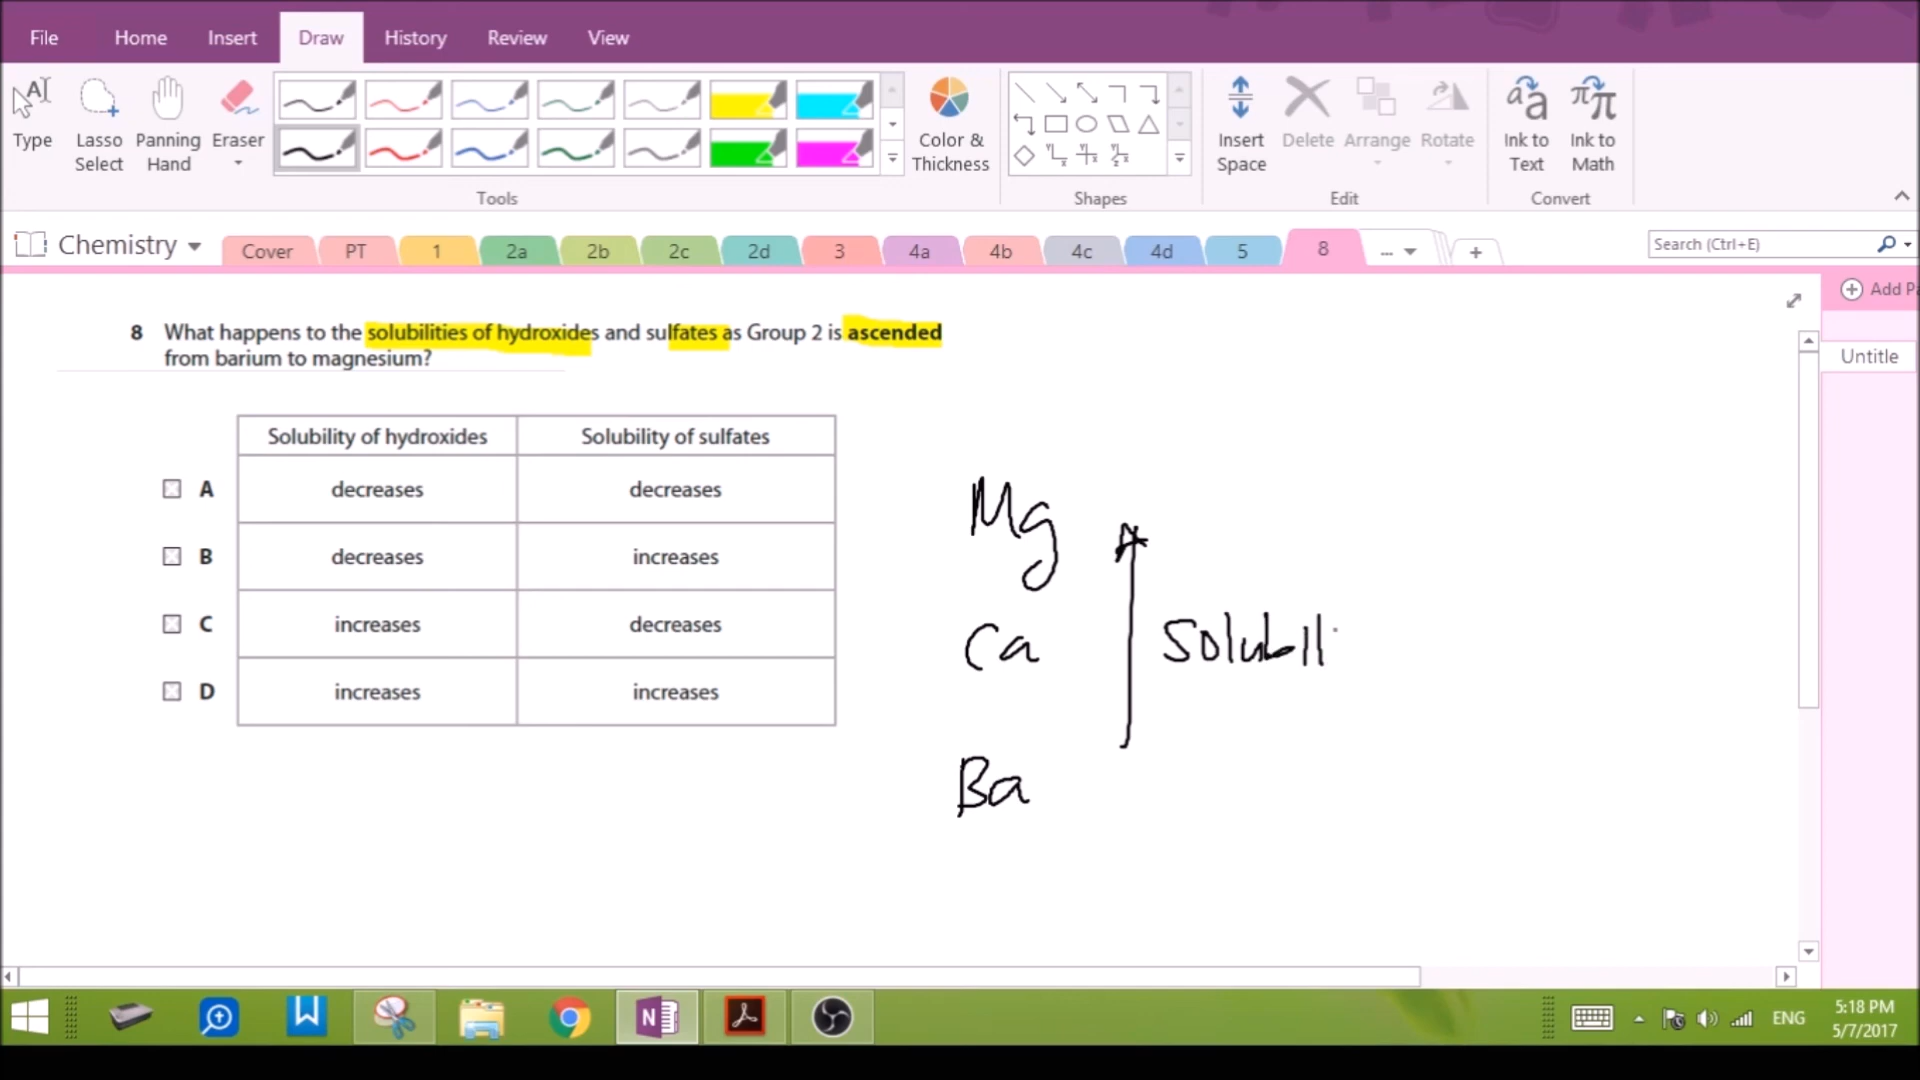 File Home Insert Draw History Review View
Type
Lasso Select
Panning Hand
Eraser
Color & Thickness
Insert Space
Delete
Arrange
Rotate
Ink to Text
Ink to Math
Tools
Shapes
Edit
Convert
Chemistry
Cover PT 1 2a 2b 2c 2d 3 4a 4b 4c 4d 5 8 ... +
Search (Ctrl+E)
Add Pa
Untitle
8 What happens to the solubilities of hydroxides and sulfates as Group 2 is ascended
from barium to magnesium?
Solubility of hydroxides Solubility of sulfates
A decreases decreases
B decreases increases
C increases decreases
D increases increases
Mg
Ca
Solubili
Ba
ENG
5:18 PM
5/7/2017